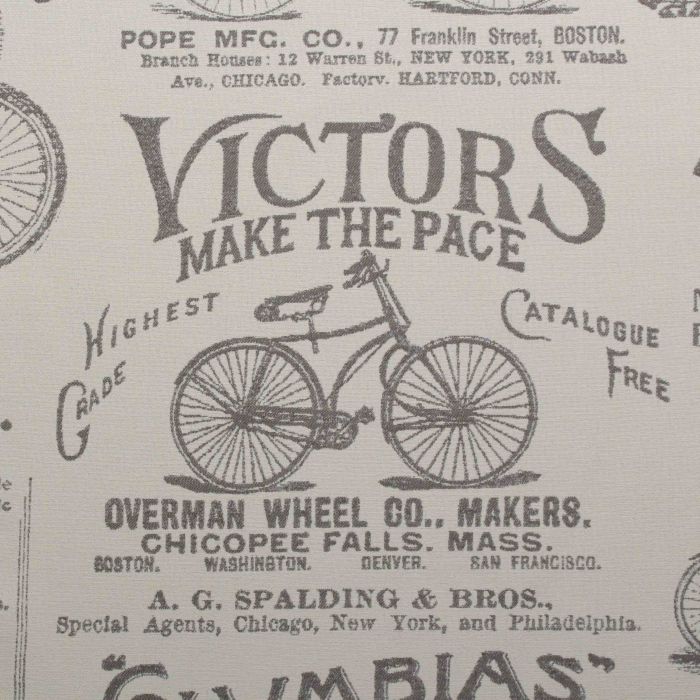 POPE MFG. CO., 77 Franklin Street, BOSTON.
Branch Houses: 12 Warren St., NEW YORK, 291 Wabash
Ave., CHICAGO. Factory. HARTFORD, CONN.
VICTORS
MAKE THE PACE
HIGHEST
GRADE
CATALOGUE
FREE
OVERMAN WHEEL CO., MAKERS.
CHICOPEE FALLS. MASS.
BOSTON. WASHINGTON. DENVER. SAN FRANCISCO.
A. G. SPALDING & BROS.,
Special Agents, Chicago, New York, and Philadelphia.